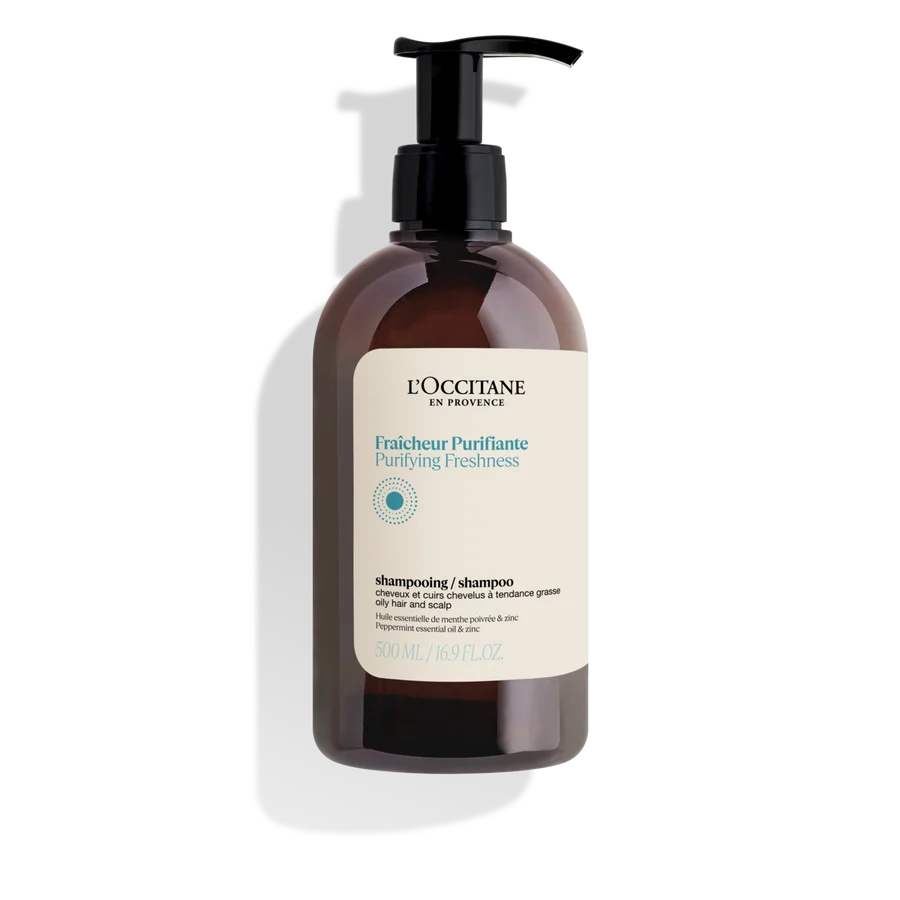 L'OCCITANE
EN PROVENCE
Fraîcheur Purifiante
Purifying Freshness
shampooing / shampoo
cheveux et cuirs chevelus à tendance grasse
oily hair and scalp
Huile essentielle de menthe poivrée & zinc
Peppermint essential oil & zinc
500 ML / 16.9 FL.OZ.